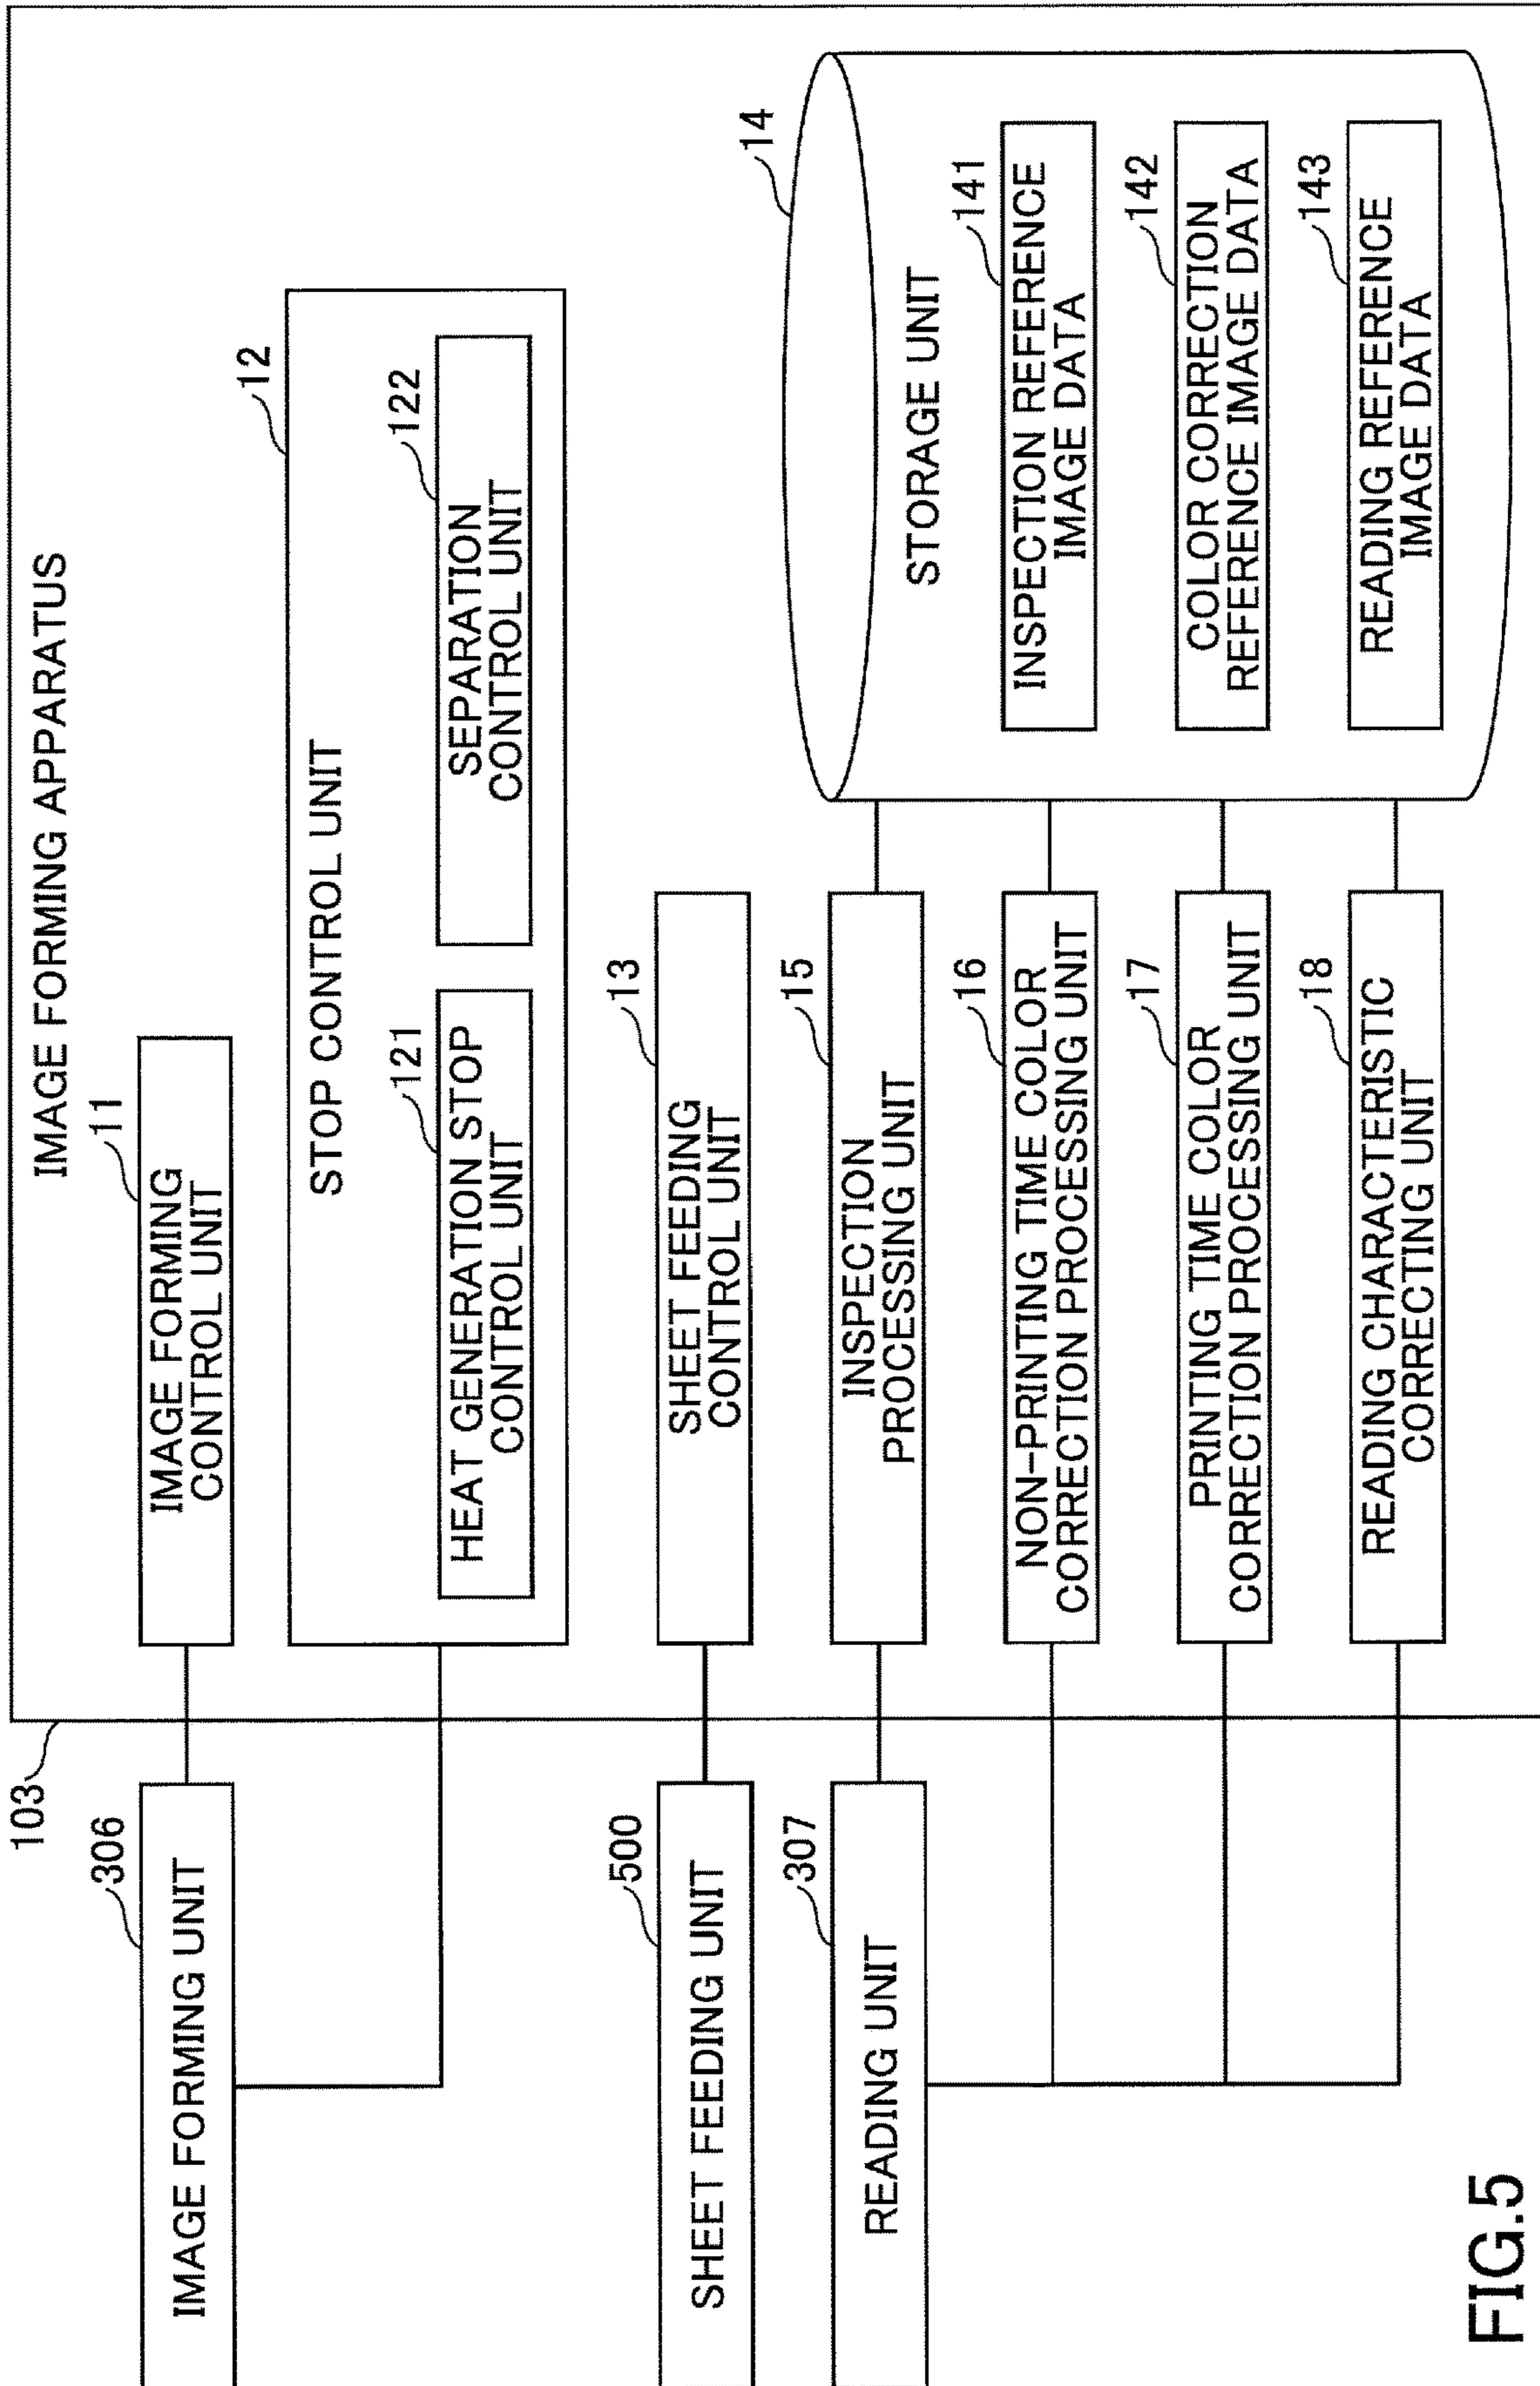 FIG.5
IMAGE FORMING APPARATUS
103
306
IMAGE FORMING UNIT
11
IMAGE FORMING
CONTROL UNIT
12
STOP CONTROL UNIT
121
HEAT GENERATION STOP
CONTROL UNIT
122
SEPARATION
CONTROL UNIT
500
SHEET FEEDING UNIT
13
SHEET FEEDING
CONTROL UNIT
307
READING UNIT
15
INSPECTION
PROCESSING UNIT
16
NON-PRINTING TIME COLOR
CORRECTION PROCESSING UNIT
17
PRINTING TIME COLOR
CORRECTION PROCESSING UNIT
18
READING CHARACTERISTIC
CORRECTING UNIT
14
STORAGE UNIT
141
INSPECTION REFERENCE
IMAGE DATA
142
COLOR CORRECTION
REFERENCE IMAGE DATA
143
READING REFERENCE
IMAGE DATA